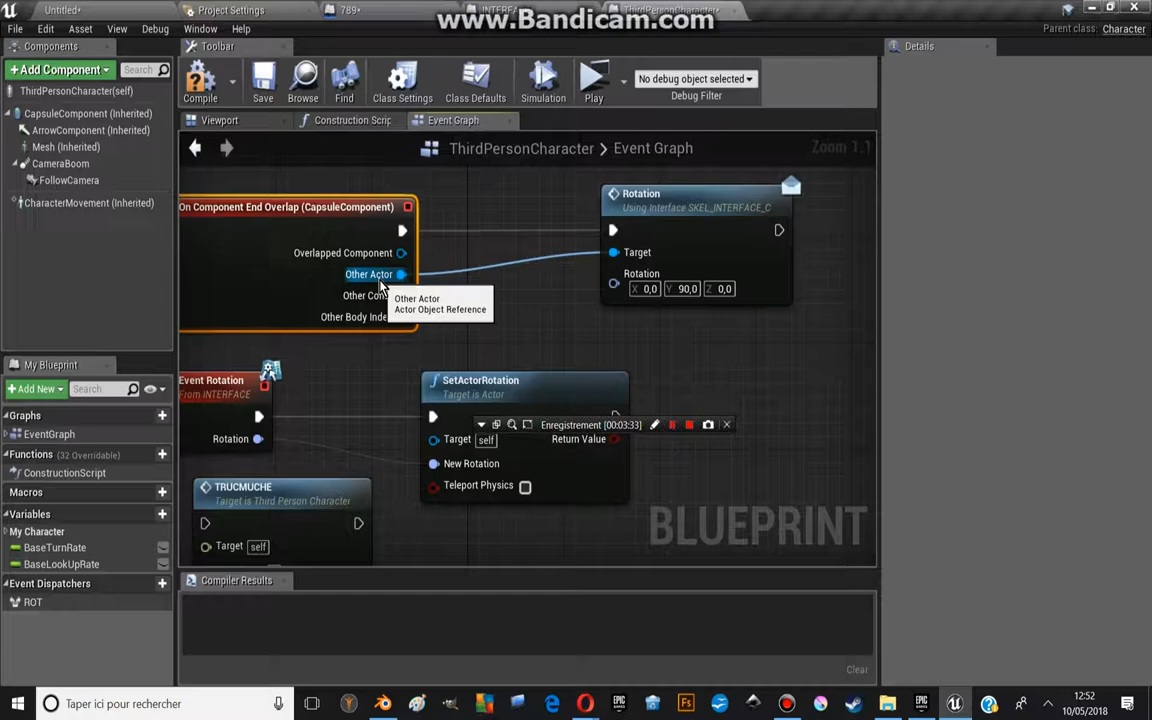 Untitled*
Project Settings
789*
INTERF
ThirdPersonCharacter*
www.Bandicam.com
File Edit Asset View Debug Window Help
Parent class: Character
Components
Toolbar
Details
+Add Component
Search
ThirdPersonCharacter(self)
CapsuleComponent (Inherited)
ArrowComponent (Inherited)
Mesh (Inherited)
CameraBoom
FollowCamera
CharacterMovement (Inherited)
Compile
Save
Browse
Find
Class Settings
Class Defaults
Simulation
Play
No debug object selected
Debug Filter
Viewport
Construction Scrip
Event Graph
ThirdPersonCharacter > Event Graph
Zoom 1:1
On Component End Overlap (CapsuleComponent)
Overlapped Component
Other Actor
Other Com
Other Body Inde
Other Actor
Actor Object Reference
Rotation
Using Interface SKEL_INTERFACE_C
Target
Rotation
X 0,0 Y 90,0 Z 0,0
Event Rotation
From INTERFACE
Rotation
SetActorRotation
Target is Actor
Target self
Return Value
New Rotation
Teleport Physics
Enregistrement [00:03:33]
TRUCMUCHE
Target is Third Person Character
Target self
BLUEPRINT
My Blueprint
+Add New
Search
Graphs
EventGraph
Functions (32 Overridable)
ConstructionScript
Macros
Variables
My Character
BaseTurnRate
BaseLookUpRate
Event Dispatchers
ROT
Compiler Results
Clear
Taper ici pour rechercher
12:52
10/05/2018